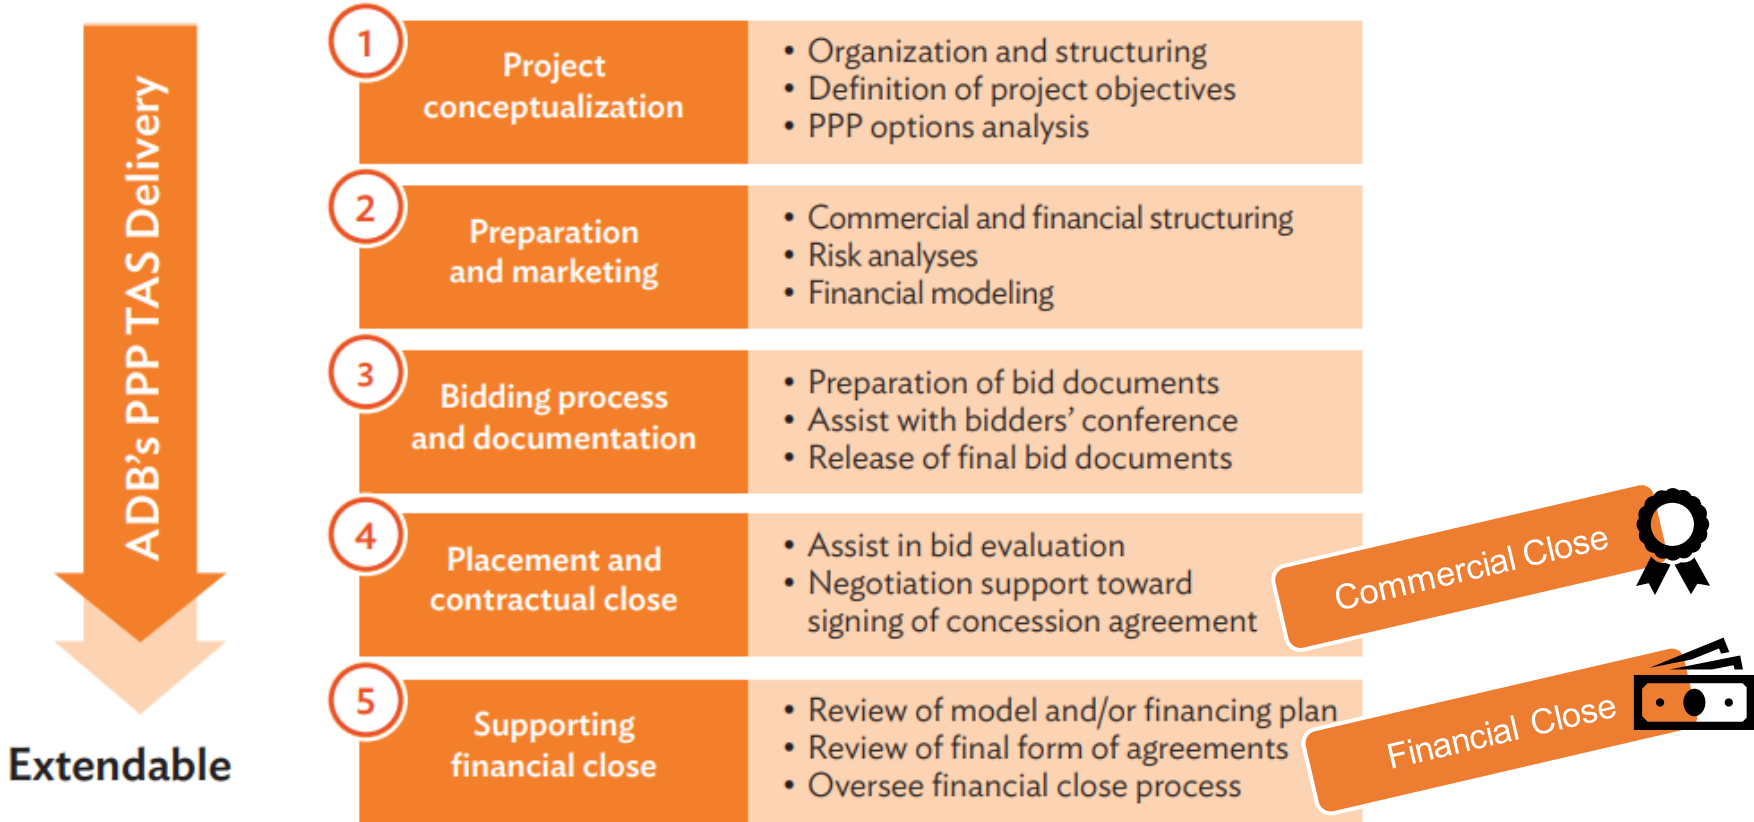 ADB's PPP TAS Delivery
Extendable
1
Project
conceptualization
• Organization and structuring
• Definition of project objectives
• PPP options analysis
2
Preparation
and marketing
• Commercial and financial structuring
• Risk analyses
• Financial modeling
3
Bidding process
and documentation
• Preparation of bid documents
• Assist with bidders' conference
• Release of final bid documents
4
Placement and
contractual close
• Assist in bid evaluation
• Negotiation support toward
signing of concession agreement
Commercial Close
5
Supporting
financial close
• Review of model and/or financing plan
• Review of final form of agreements
• Oversee financial close process
Financial Close